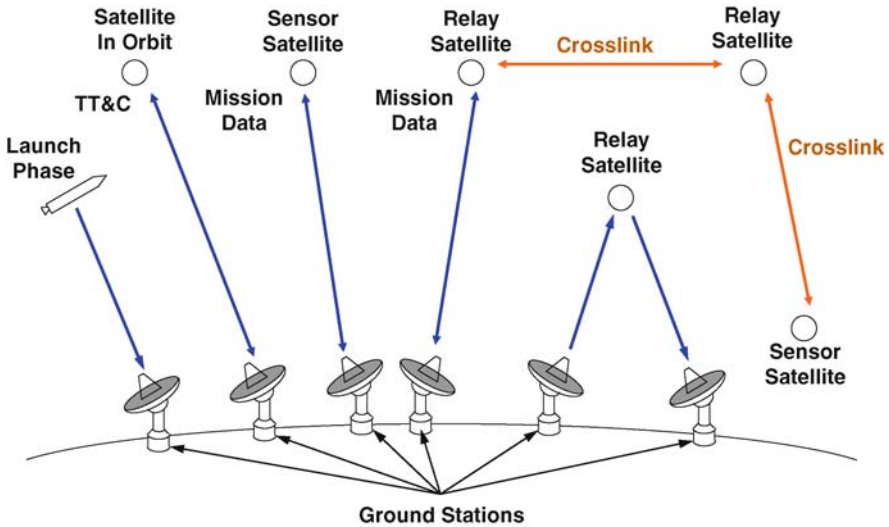 Satellite
In Orbit
TT&C
Sensor
Satellite
Mission
Data
Relay
Satellite
Mission
Data
Crosslink
Relay
Satellite
Launch
Phase
Relay
Satellite
Crosslink
Sensor
Satellite
Ground Stations